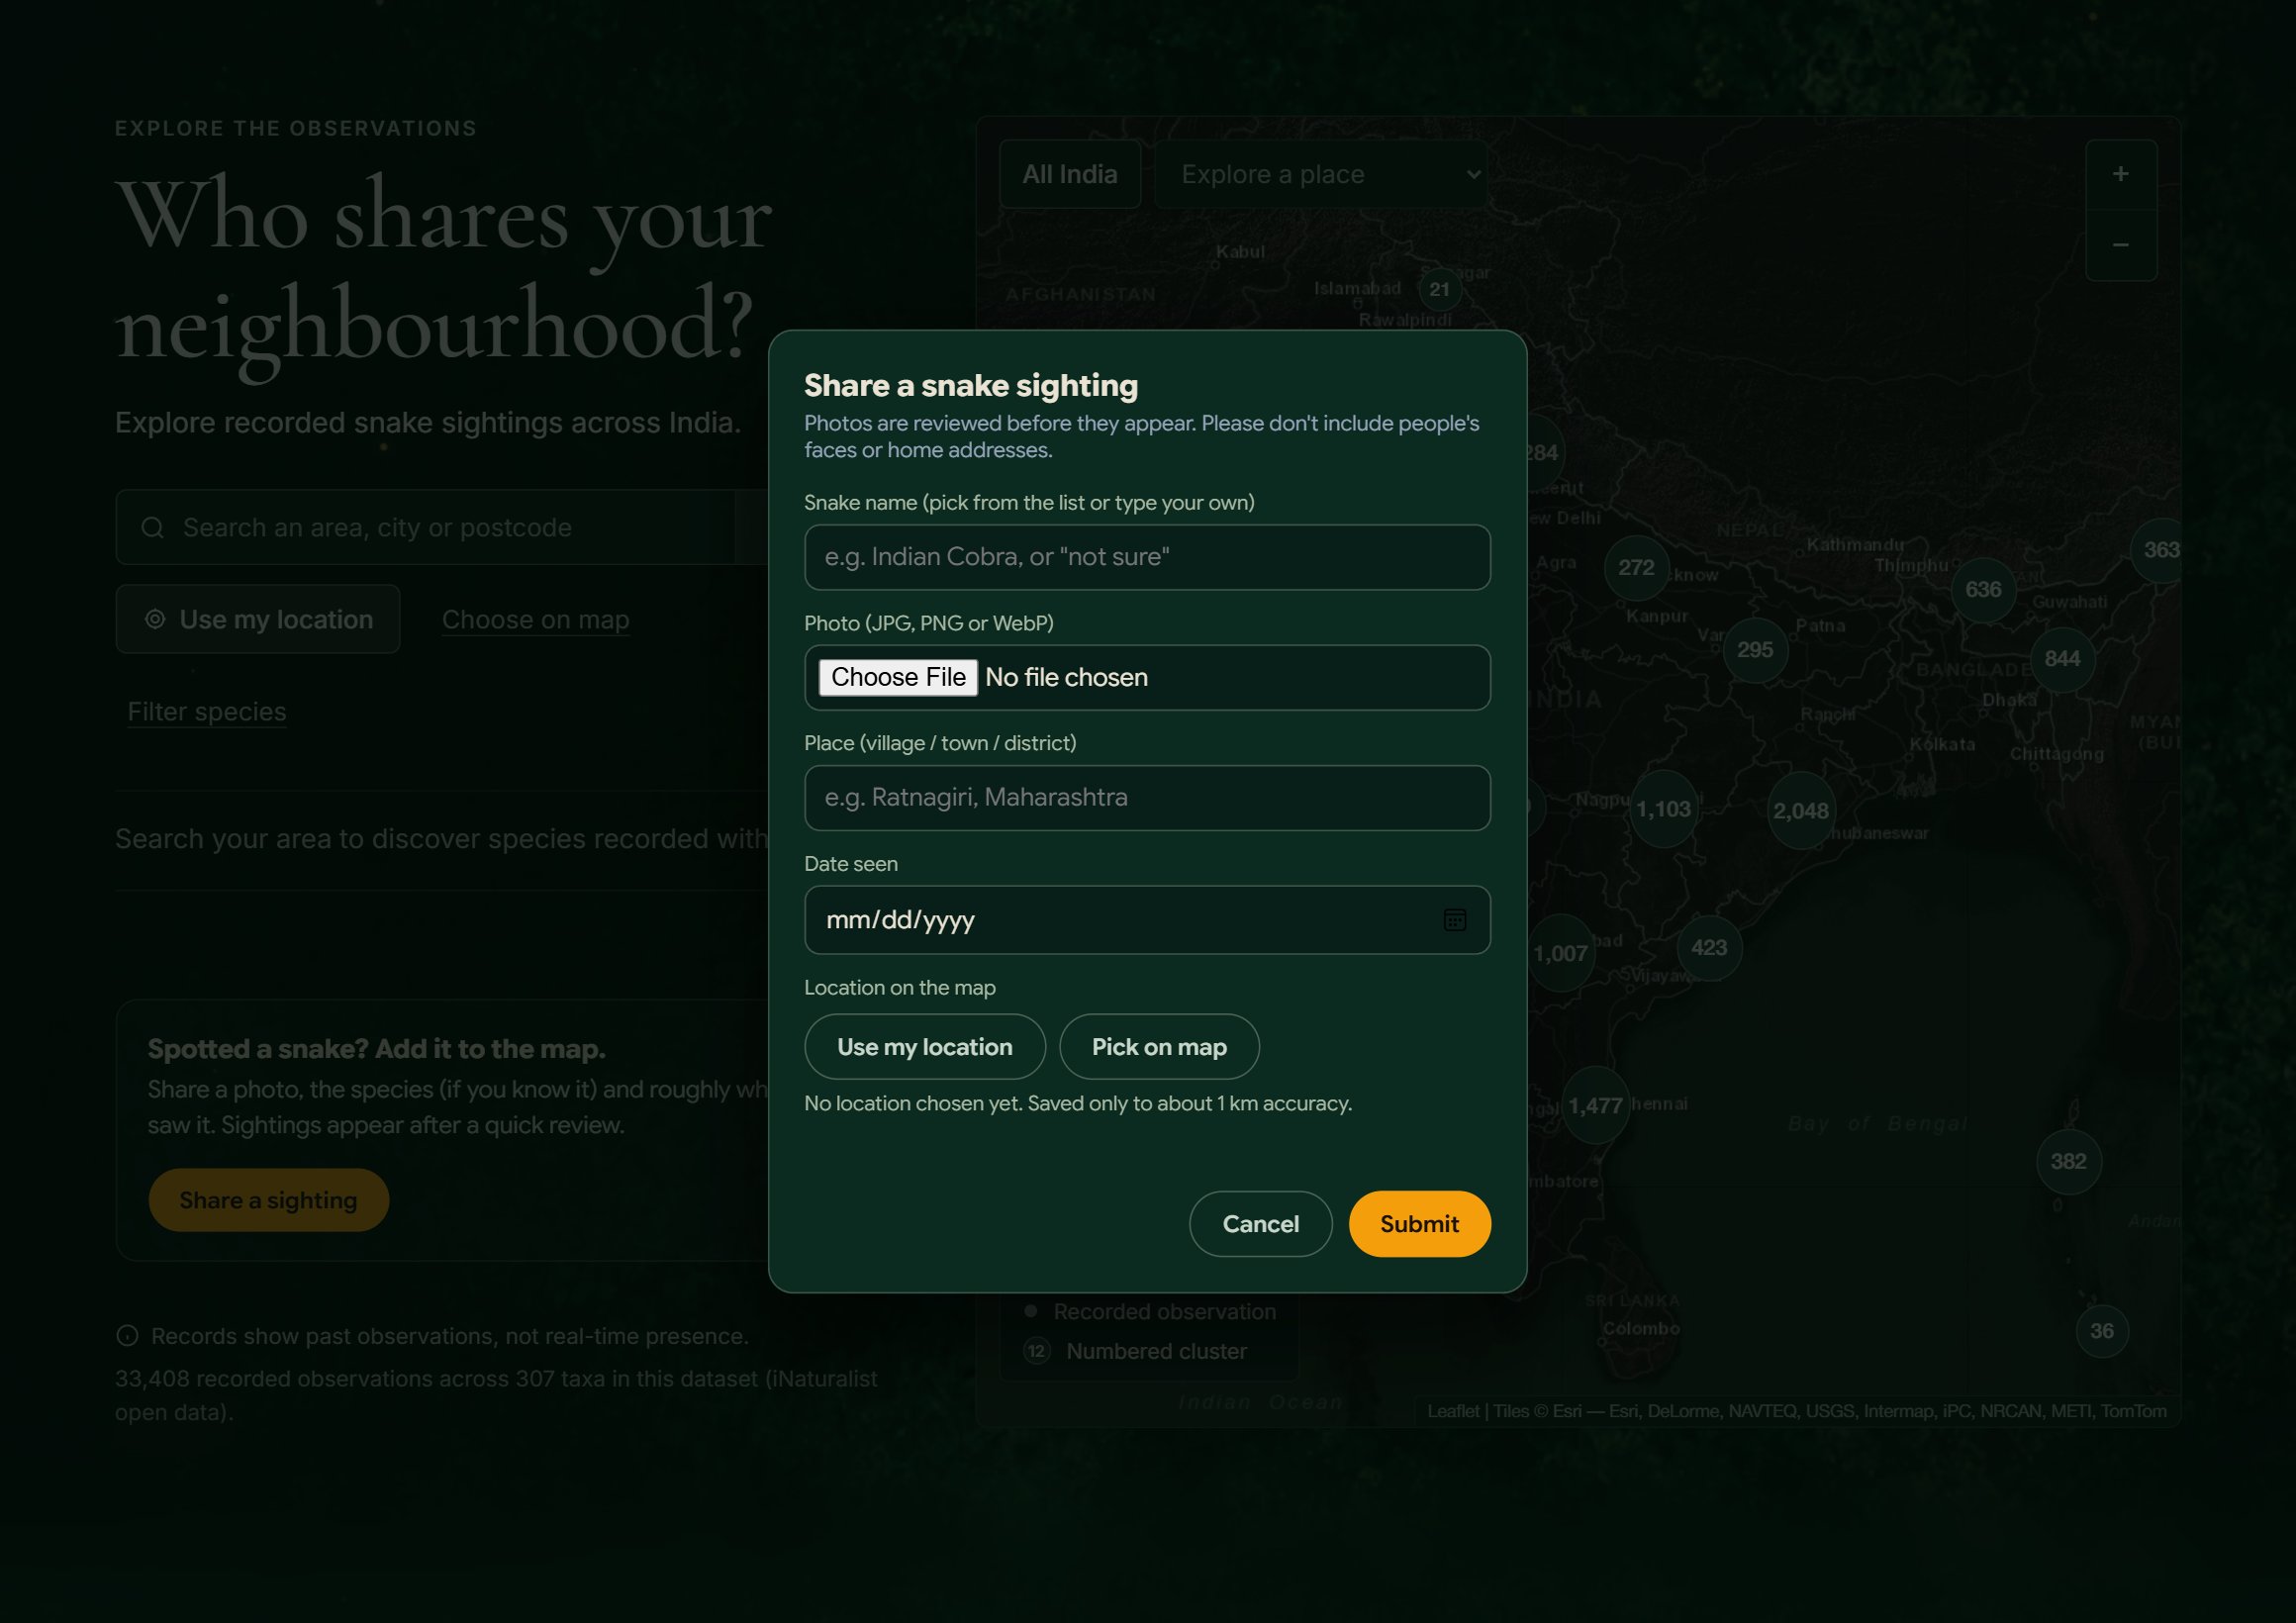 EXPLORE THE OBSERVATIONS
Who shares your
neighbourhood?
Explore recorded snake sightings across India.
Search an area, city or postcode
Use my location
Choose on map
Filter species
Search your area to discover species recorded with
Spotted a snake? Add it to the map.
Share a photo, the species (if you know it) and roughly
saw it. Sightings appear after a quick review.
Share a sighting
Records show past observations, not real-time presence.
33,408 recorded observations across 307 taxa in this dataset (iNaturalist
open data).
Share a snake sighting
Photos are reviewed before they appear. Please don't include people's
faces or home addresses.
Snake name (pick from the list or type your own)
e.g. Indian Cobra, or "not sure"
Photo (JPG, PNG or WebP)
Choose File No file chosen
Place (village / town / district)
e.g. Ratnagiri, Maharashtra
Date seen
mm/dd/yyyy
Location on the map
Use my location
Pick on map
No location chosen yet. Saved only to about 1 km accuracy.
Cancel
Submit
All India
Explore a place
+
−
Kabul
AFGHANISTAN
Islamabad
21
Rawalpindi
284
Delhi
NEPAL
Kathmandu
363
Agra
272
Thimphu
636
Guwahati
Kanpur
Patna
295
844
INDIA
Dhaka
Ranchi
Kolkata
Chittagong
1,103
2,048
1,007
423
1,477
Bay of Bengal
382
SRI LANKA
Colombo
36
Recorded observation
12
Numbered cluster
Indian Ocean
Leaflet | Tiles © Esri — Esri, DeLorme, NAVTEQ, USGS, Intermap, iPC, NRCAN, METI, TomTom